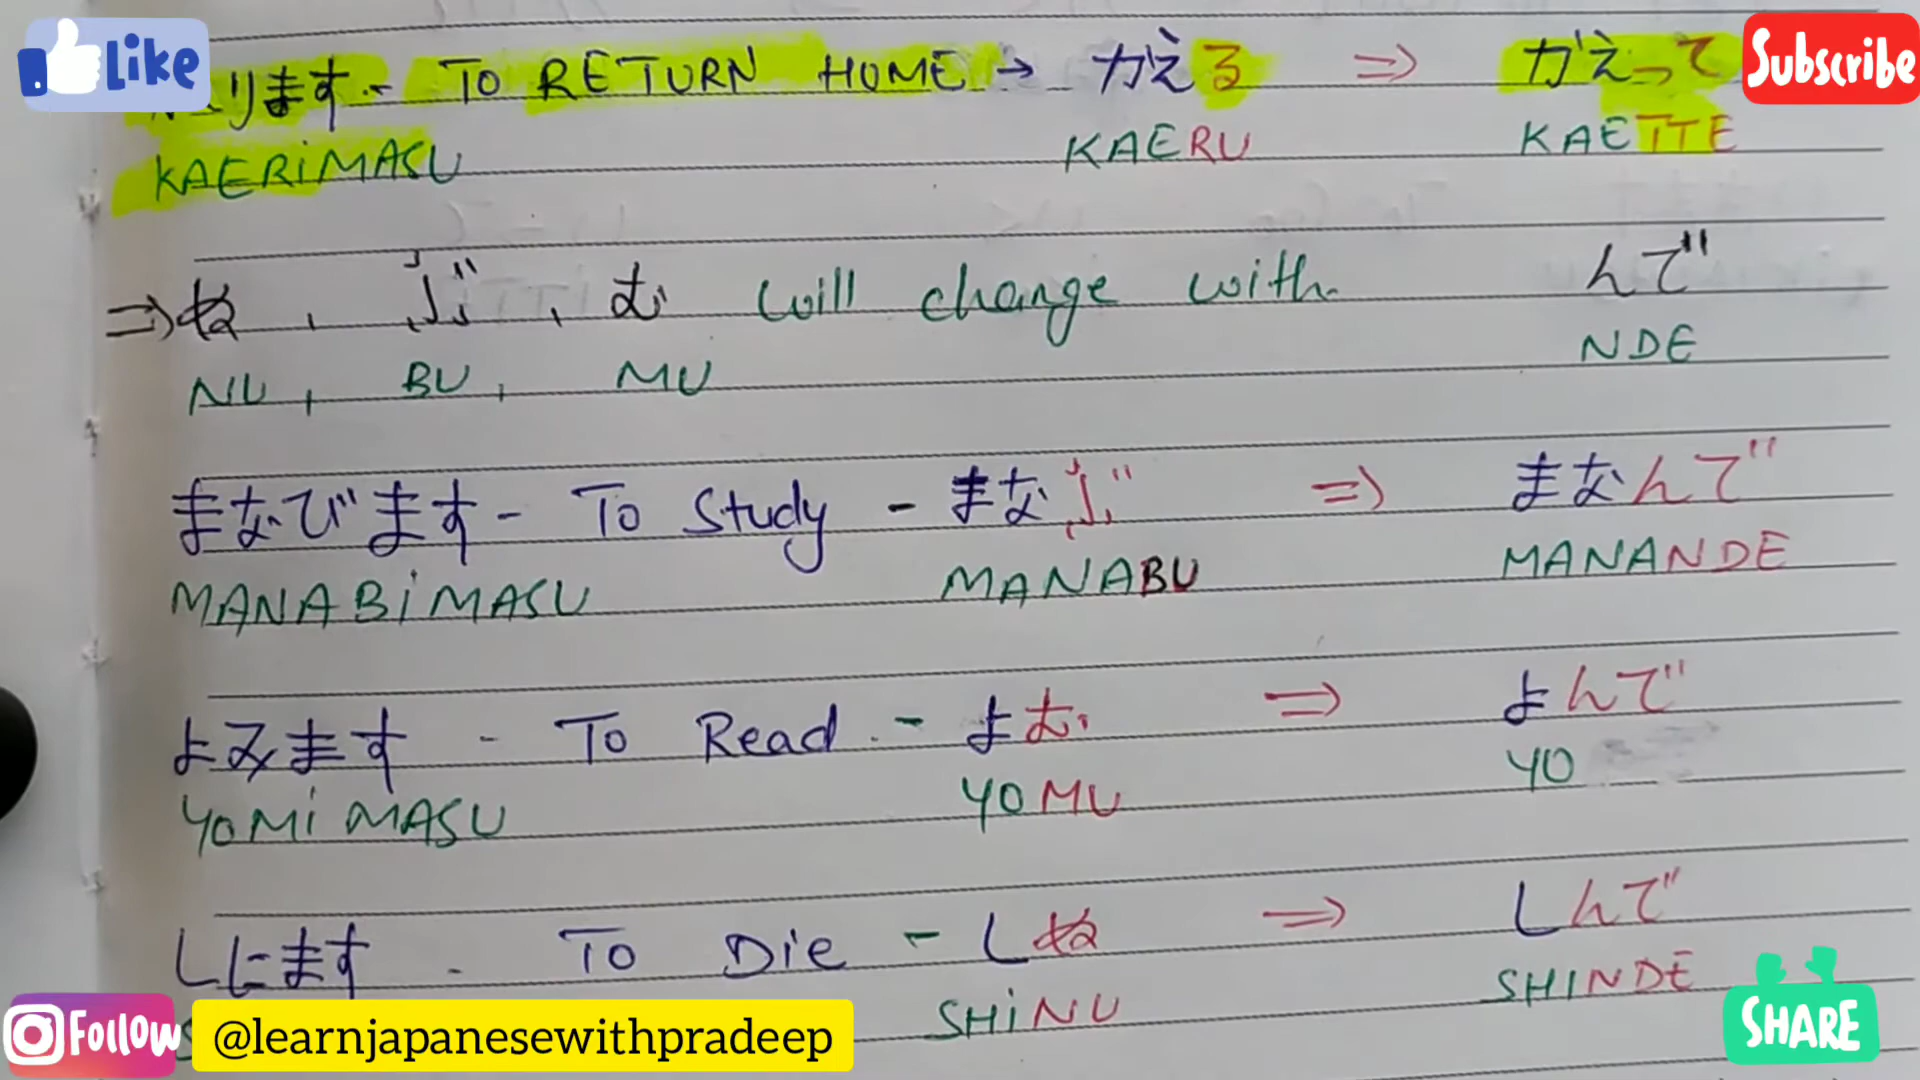 Like
ります - TO RETURN HOME → かえる ⇒ かえって
Subscribe
KAERIMASU KAERU KAETTE
⇒ ぬ , ぶ , む will change with んで
NU , BU , MU NDE
まなびます - To Study - まなぶ ⇒ まなんで
MANABIMASU MANABU MANANDE
よみます - To Read - よむ ⇒ よんで
YOMIMASU YOMU YO
しにます - To Die - しぬ ⇒ しんで
SHINU SHINDE
Follow @learnjapanesewithpradeep
SHARE